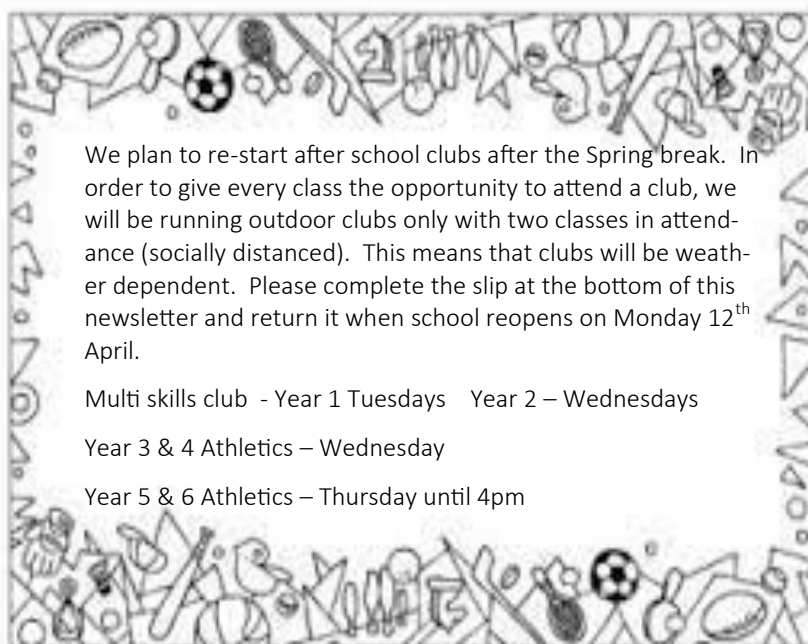 We plan to re-start after school clubs after the Spring break.  In
order to give every class the opportunity to attend a club, we
will be running outdoor clubs only with two classes in attend-
ance (socially distanced).  This means that clubs will be weath-
er dependent.  Please complete the slip at the bottom of this
newsletter and return it when school reopens on Monday 12th
April.
Multi skills club  - Year 1 Tuesdays    Year 2 – Wednesdays
Year 3 & 4 Athletics – Wednesday
Year 5 & 6 Athletics – Thursday until 4pm